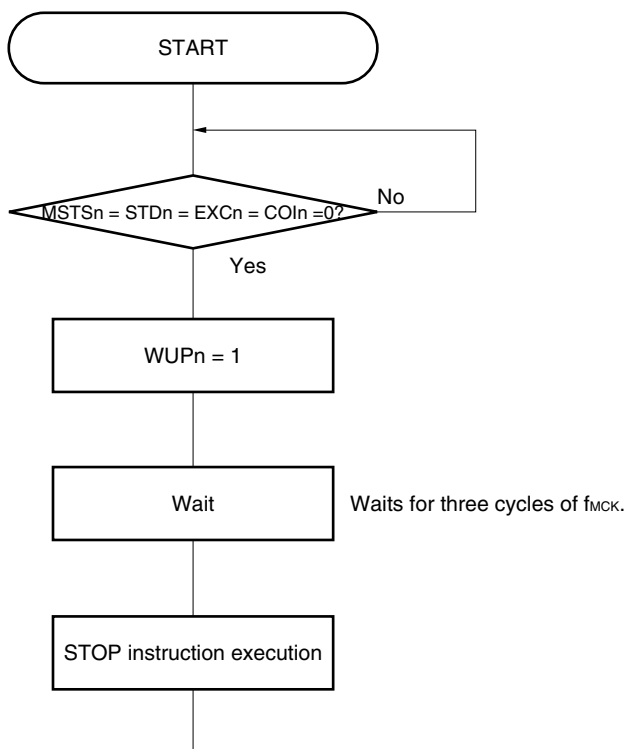 START
No
MSTSn = STDn = EXCn = COIn =0?
Yes
WUPn = 1
Wait
Waits for three cycles of fMCK.
STOP instruction execution